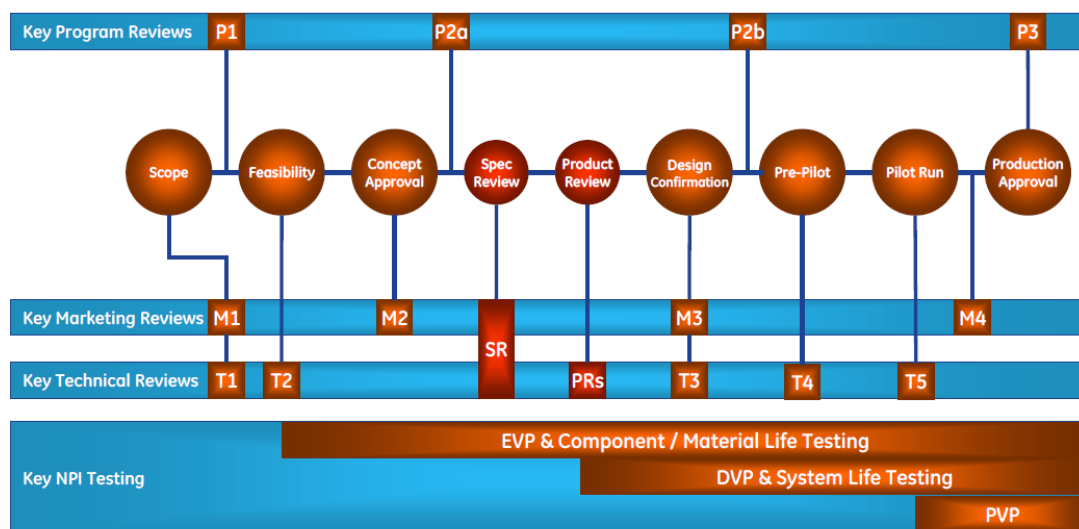 Key Program Reviews P1 P2a P2b P3
Scope
Feasibility
Concept
Approval
Spec
Review
Product
Review
Design
Confirmation
Pre-Pilot
Pilot Run
Production
Approval
Key Marketing Reviews M1 M2 M3 M4
SR
Key Technical Reviews T1 T2 PRs T3 T4 T5
EVP & Component / Material Life Testing
Key NPI Testing
DVP & System Life Testing
PVP